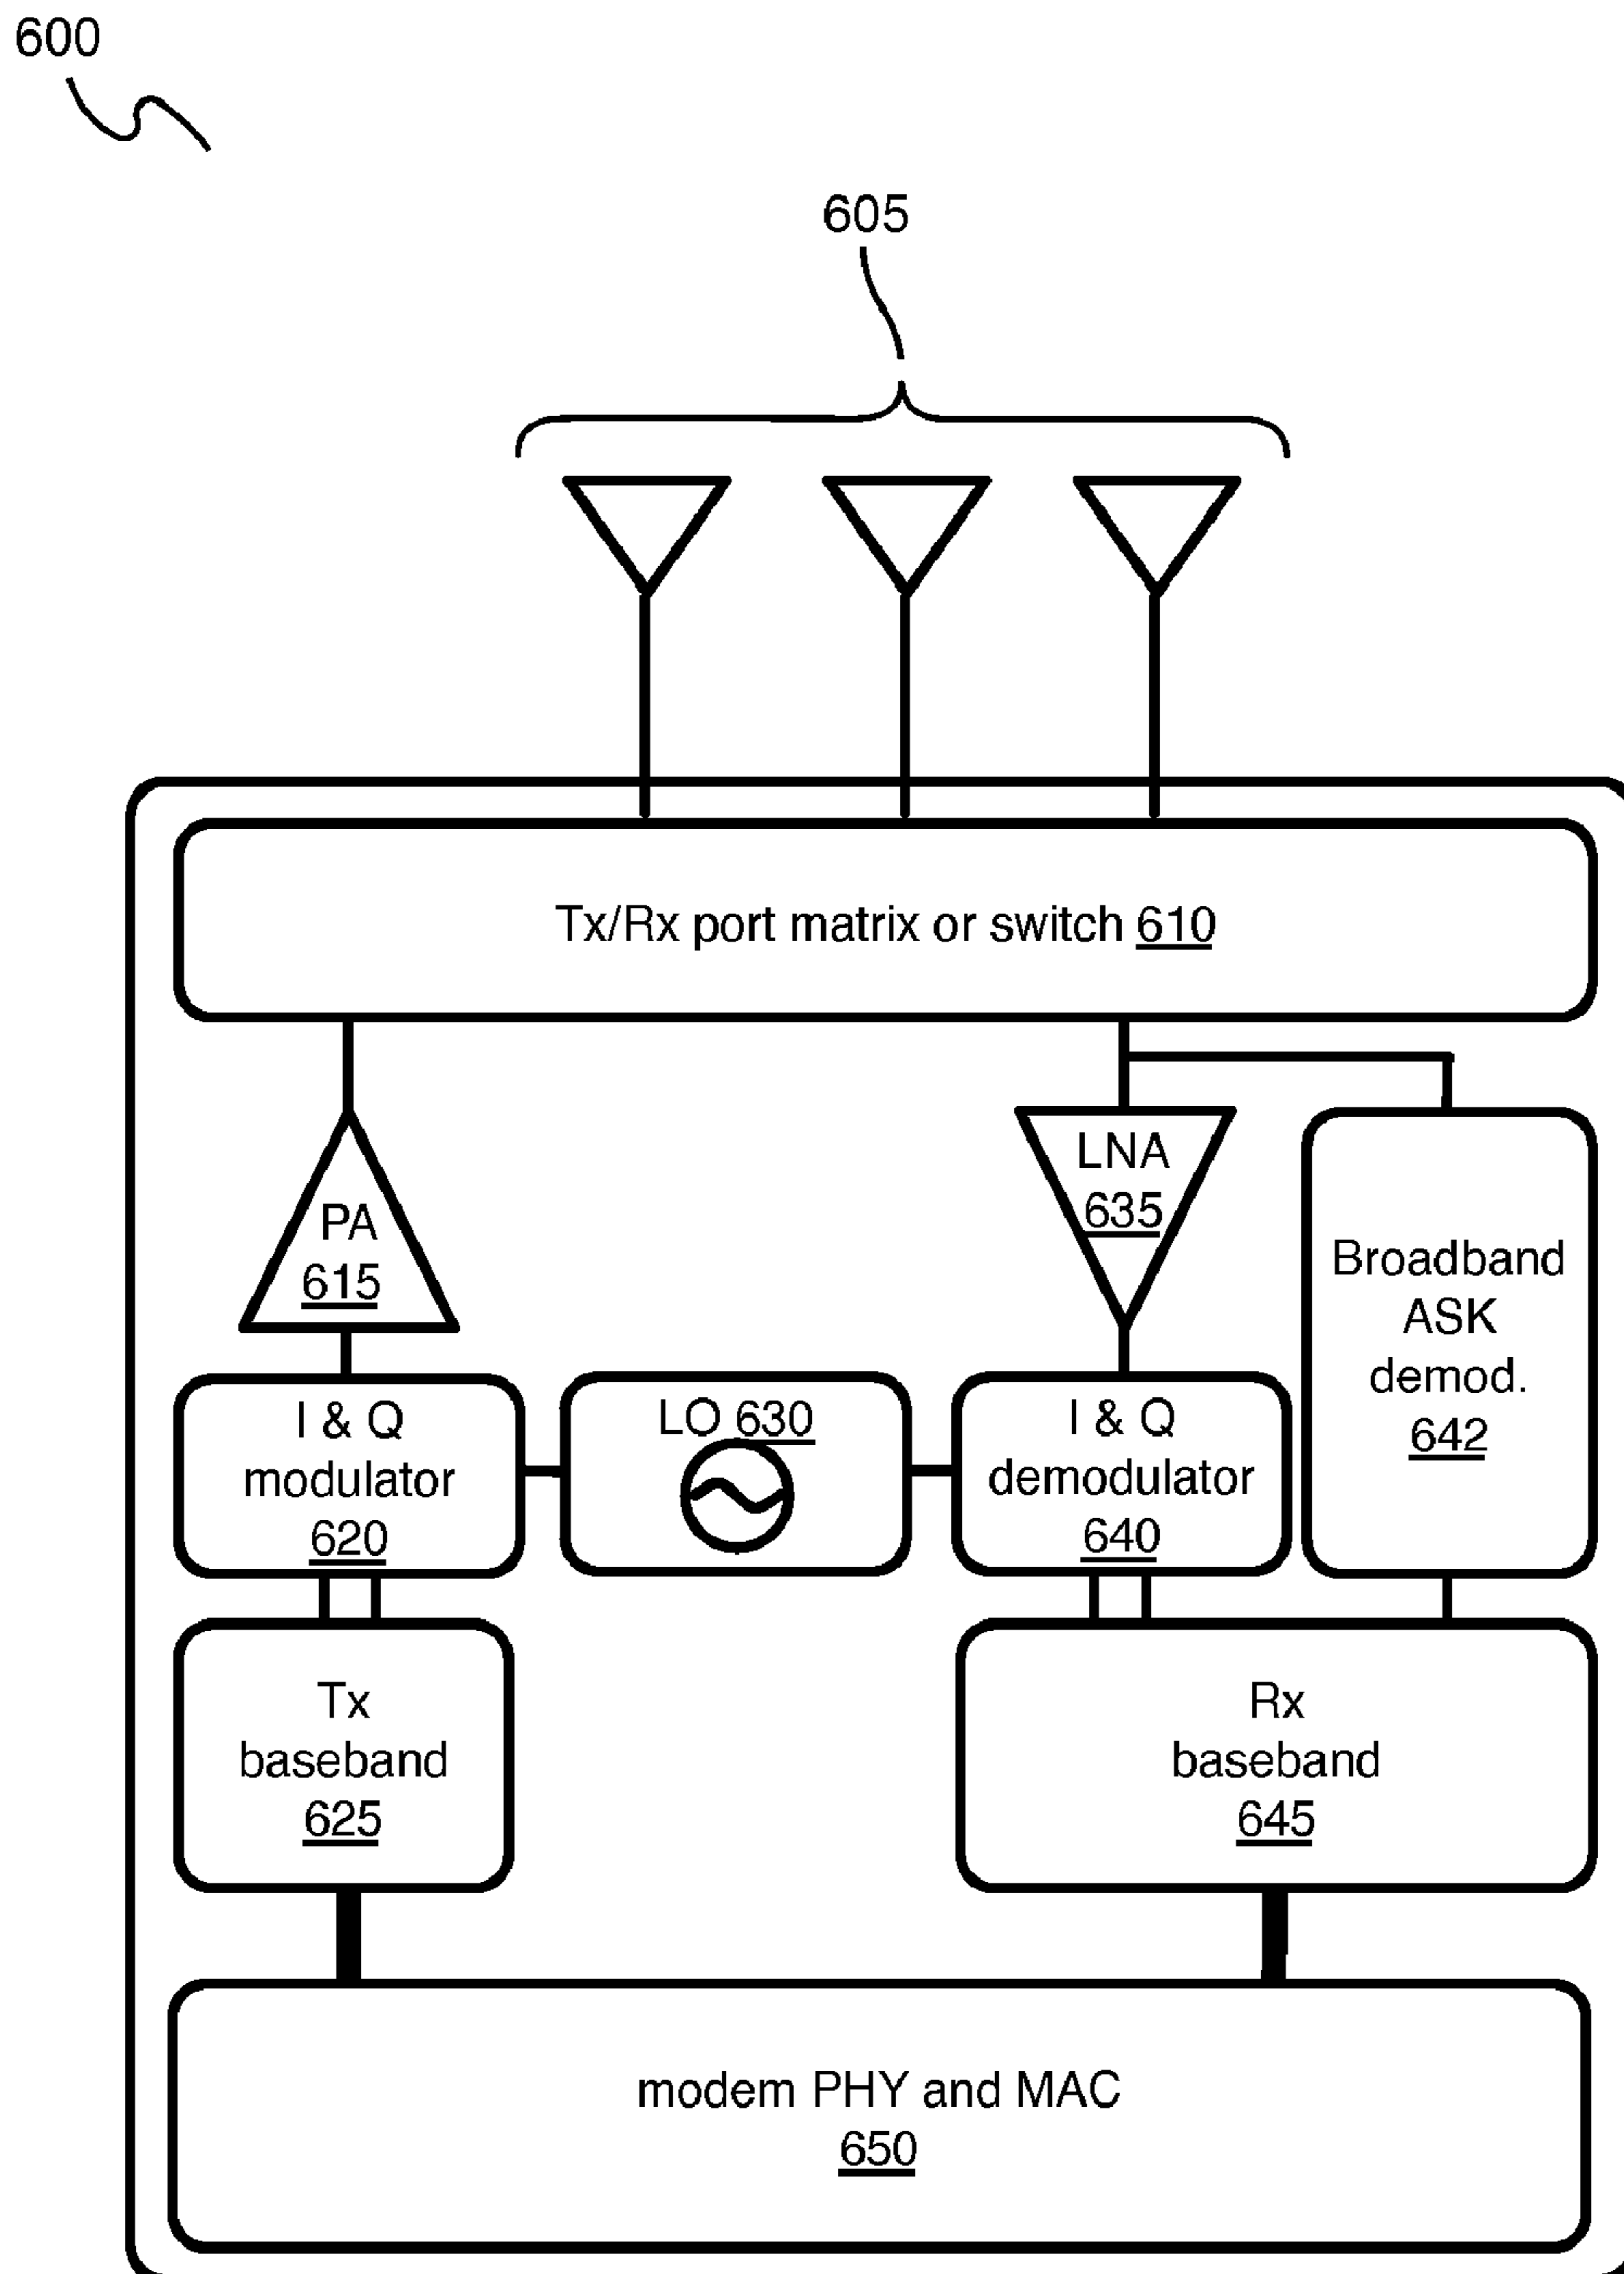 600
605
Tx/Rx port matrix or switch 610
PA
615
LNA
635
Broadband
ASK
demod.
642
I & Q
modulator
620
LO 630
I & Q
demodulator
640
Tx
baseband
625
Rx
baseband
645
modem PHY and MAC
650